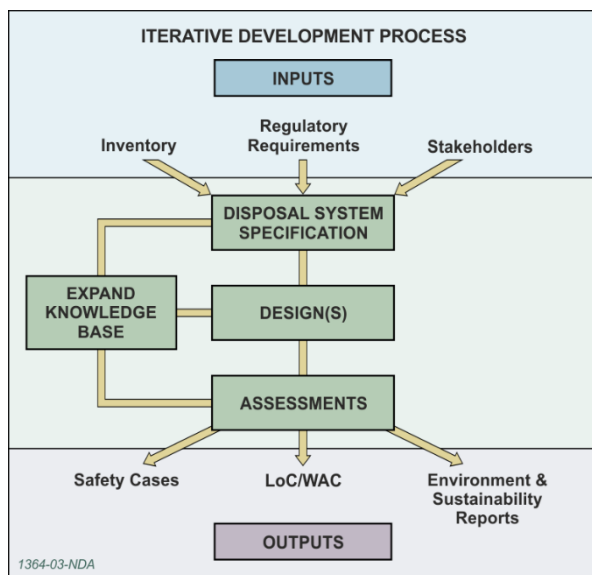 ITERATIVE DEVELOPMENT PROCESS
INPUTS
Inventory
Regulatory
Requirements
Stakeholders
DISPOSAL SYSTEM
SPECIFICATION
EXPAND
KNOWLEDGE
BASE
DESIGN(S)
ASSESSMENTS
Safety Cases
LoC/WAC
Environment &
Sustainability
Reports
OUTPUTS
1364-03-NDA